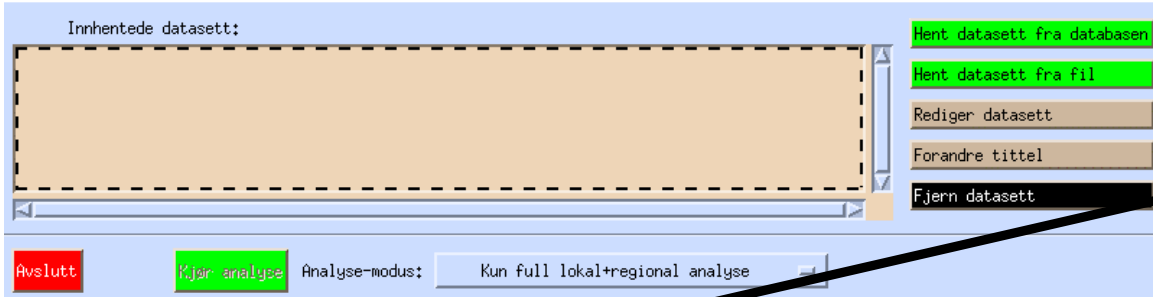 Innhentede datasett:
Hent datasett fra databasen
Hent datasett fra fil
Rediger datasett
Forandre tittel
Fjern datasett
Avslutt
Kjør analyse
Analyse-modus:
Kun full lokal+regional analyse